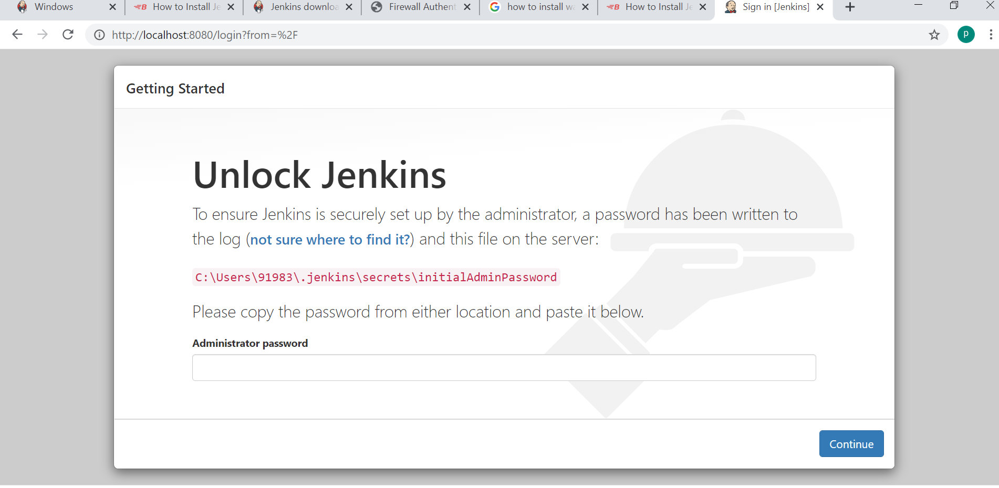 Windows
How to Install Je
Jenkins downloa
Firewall Authent
how to install wa
How to Install Je
Sign in [Jenkins]
http://localhost:8080/login?from=%2F
p
Getting Started
Unlock Jenkins
To ensure Jenkins is securely set up by the administrator, a password has been written to
the log (not sure where to find it?) and this file on the server:
C:\Users\91983\.jenkins\secrets\initialAdminPassword
Please copy the password from either location and paste it below.
Administrator password
Continue